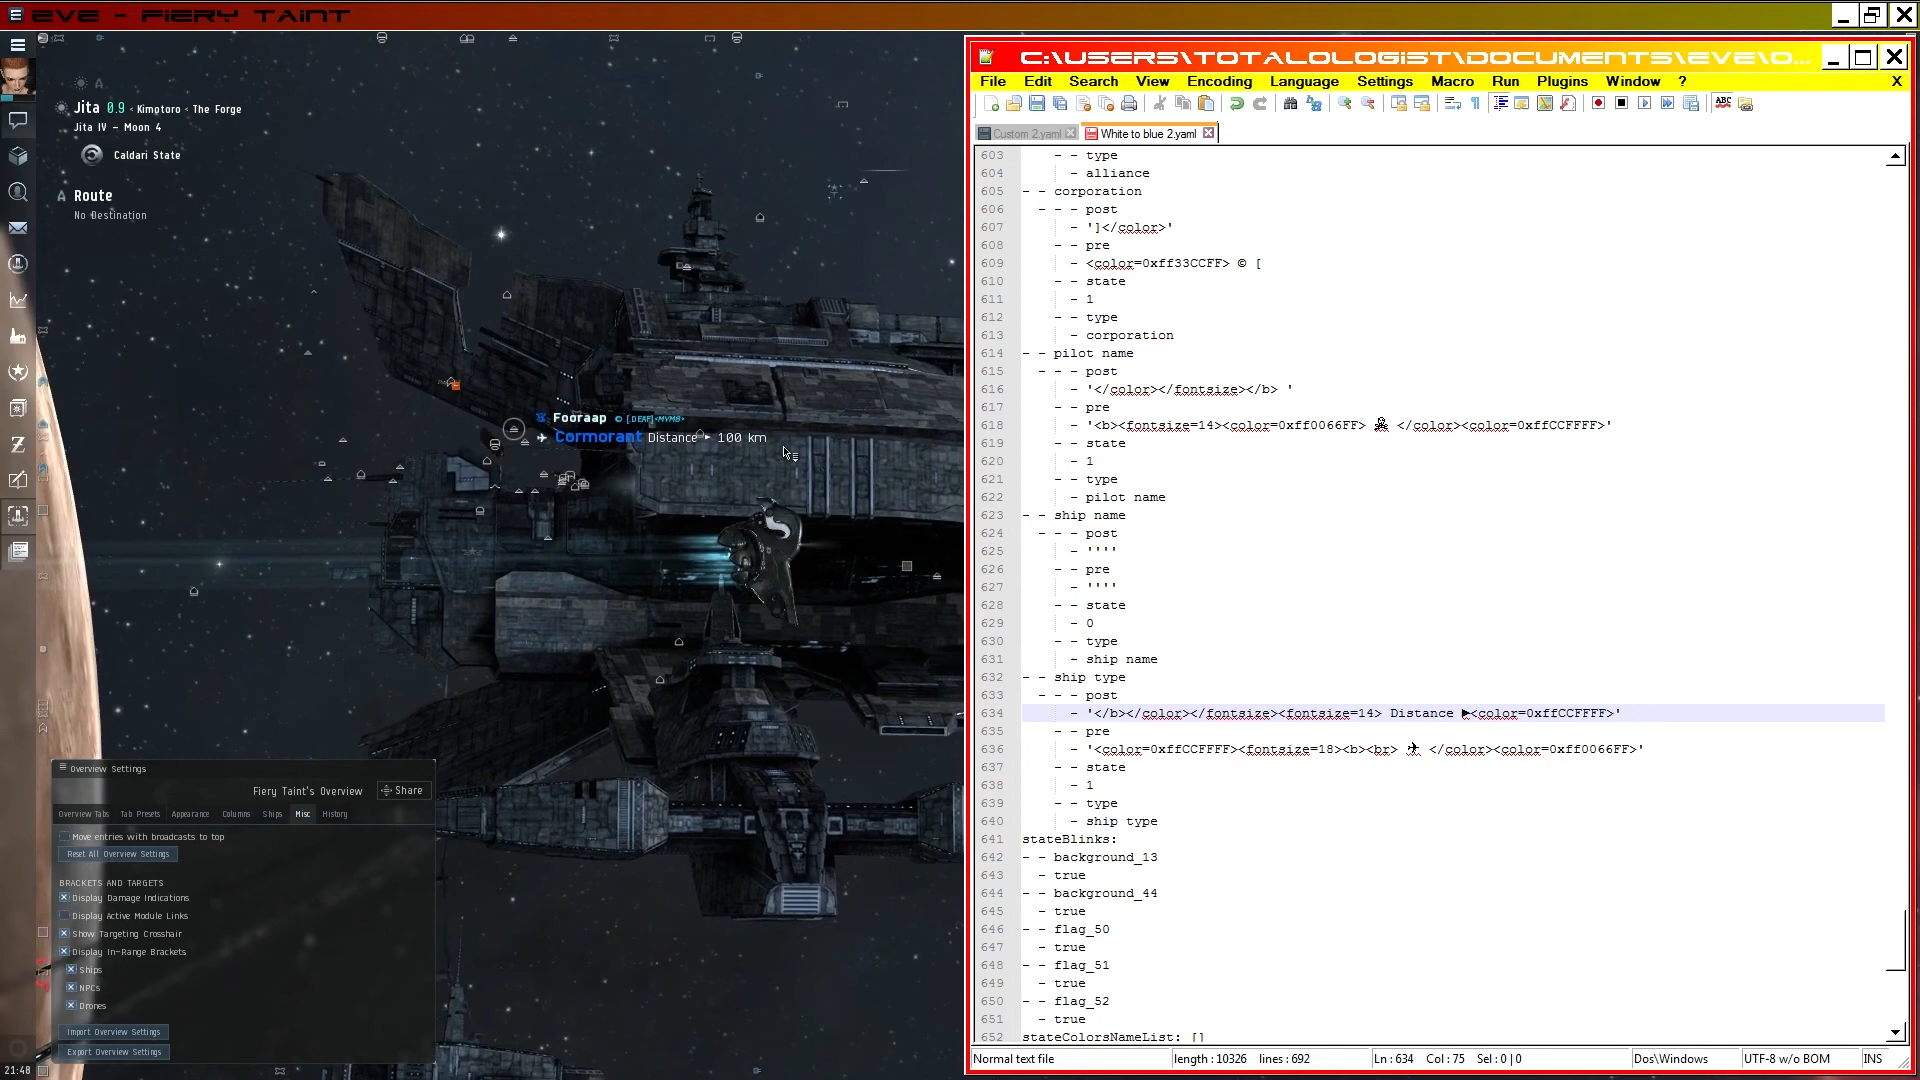 EVE - Fiery Taint
Jita 0.9 < Kimotoro < The Forge
Jita IV - Moon 4
Caldari State
Route
No Destination
Fooraap © [DEAF]<MVMB>
Cormorant Distance ► 100 km
Overview Settings
Fiery Taint's Overview
Share
Overview Tabs Tab Presets Appearance Columns Ships Misc History
Move entries with broadcasts to top
Reset All Overview Settings
BRACKETS AND TARGETS
Display Damage Indications
Display Active Module Links
Show Targeting Crosshair
Display In-Range Brackets
Ships
NPCs
Drones
Import Overview Settings
Export Overview Settings
21:48
C:\USERS\TOTALOLOGIST\DOCUMENTS\EVE\O...
File Edit Search View Encoding Language Settings Macro Run Plugins Window ? X
Custom 2.yaml White to blue 2.yaml
603 - - type
604 - alliance
605 - - corporation
606 - - - post
607 - ']</color>'
608 - - pre
609 - <color=0xff33CCFF> © [
610 - - state
611 - 1
612 - - type
613 - corporation
614 - - pilot name
615 - - - post
616 - '</color></fontsize></b> '
617 - - pre
618 - '<b><fontsize=14><color=0xff0066FF> </color><color=0xffCCFFFF>'
619 - - state
620 - 1
621 - - type
622 - pilot name
623 - - ship name
624 - - - post
625 - ''''
626 - - pre
627 - ''''
628 - - state
629 - 0
630 - - type
631 - ship name
632 - - ship type
633 - - - post
634 - '</b></color></fontsize><fontsize=14> Distance ►<color=0xffCCFFFF>'
635 - - pre
636 - '<color=0xffCCFFFF><fontsize=18><b><br> ✈ </color><color=0xff0066FF>'
637 - - state
638 - 1
639 - - type
640 - ship type
641 stateBlinks:
642 - - background_13
643 - true
644 - - background_44
645 - true
646 - - flag_50
647 - true
648 - - flag_51
649 - true
650 - - flag_52
651 - true
652 stateColorsNameList: []
Normal text file length : 10326 lines : 692 Ln : 634 Col : 75 Sel : 0 | 0 Dos\Windows UTF-8 w/o BOM INS